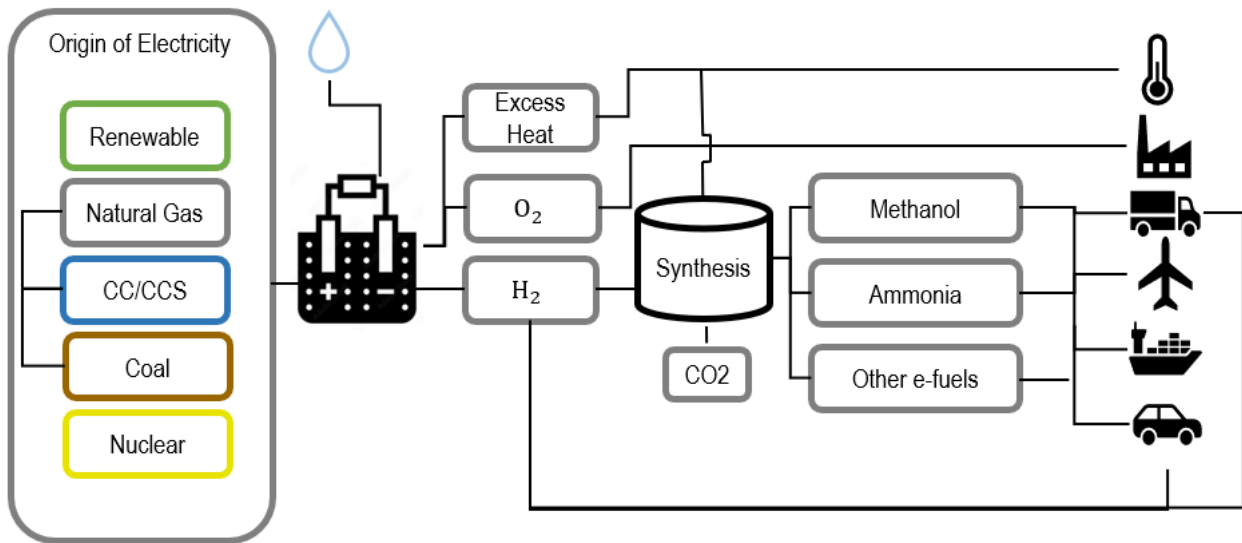 Origin of Electricity
Renewable
Natural Gas
CC/CCS
Coal
Nuclear
+ −
Excess
Heat
O₂
H₂
Synthesis
CO2
Methanol
Ammonia
Other e-fuels